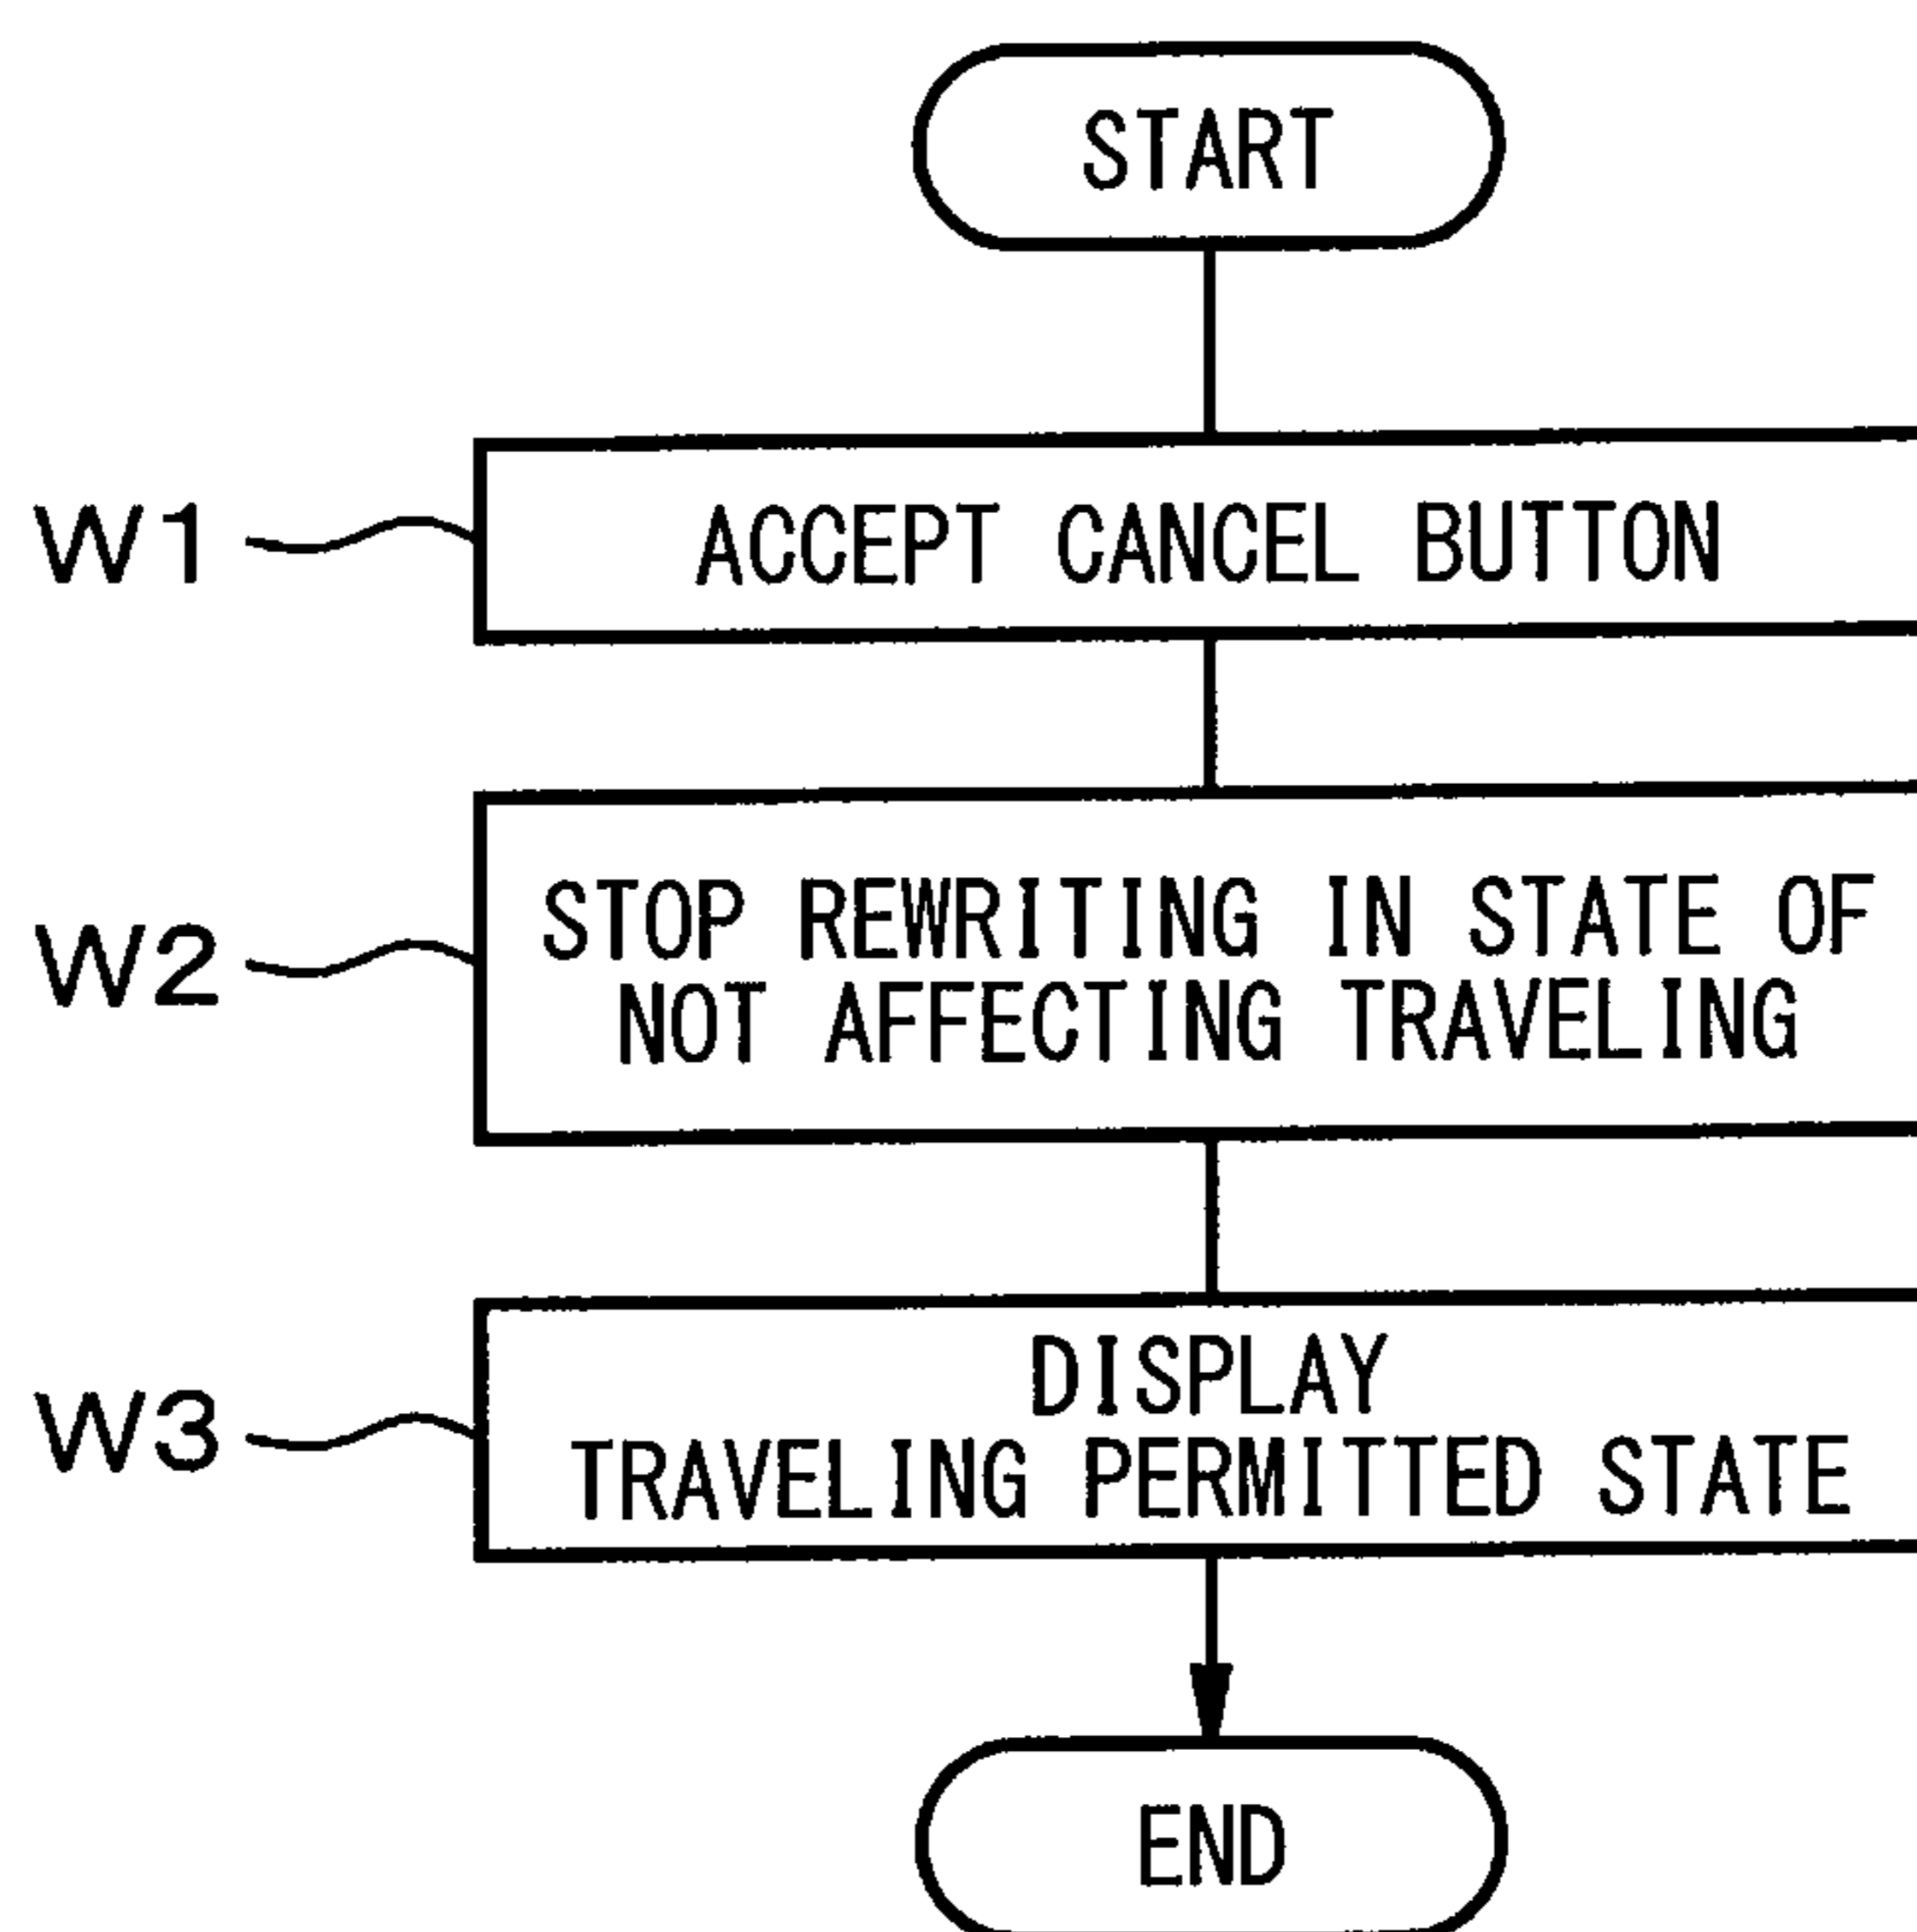 START
W1
ACCEPT CANCEL BUTTON
W2
STOP REWRITING IN STATE OF
NOT AFFECTING TRAVELING
W3
DISPLAY
TRAVELING PERMITTED STATE
END